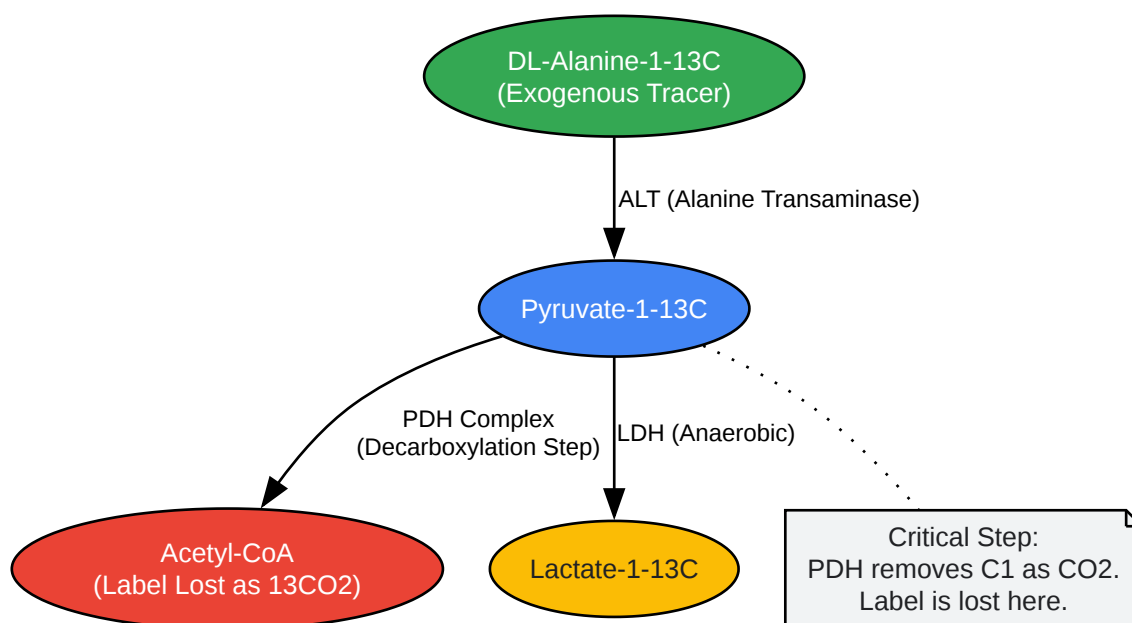 DL-Alanine-1-13C
(Exogenous Tracer)
ALT (Alanine Transaminase)
Pyruvate-1-13C
PDH Complex
(Decarboxylation Step)
LDH (Anaerobic)
Acetyl-CoA
(Label Lost as 13CO2)
Lactate-1-13C
Critical Step:
PDH removes C1 as CO2.
Label is lost here.